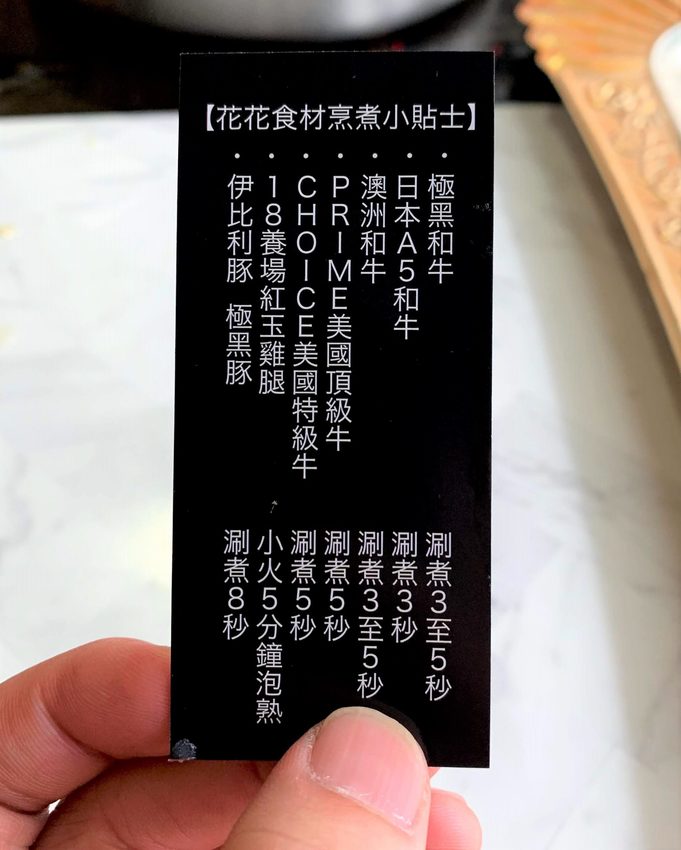 【花花食材烹煮小貼士】
・極黑和牛 涮煮3至5秒
・日本A5和牛 涮煮3秒
・澳洲和牛 涮煮3至5秒
・PRIME美國頂級牛 涮煮5秒
・CHOICE美國特級牛 涮煮5秒
・18養場紅玉雞腿 小火5分鐘泡熟
・伊比利豚 極黑豚 涮煮8秒